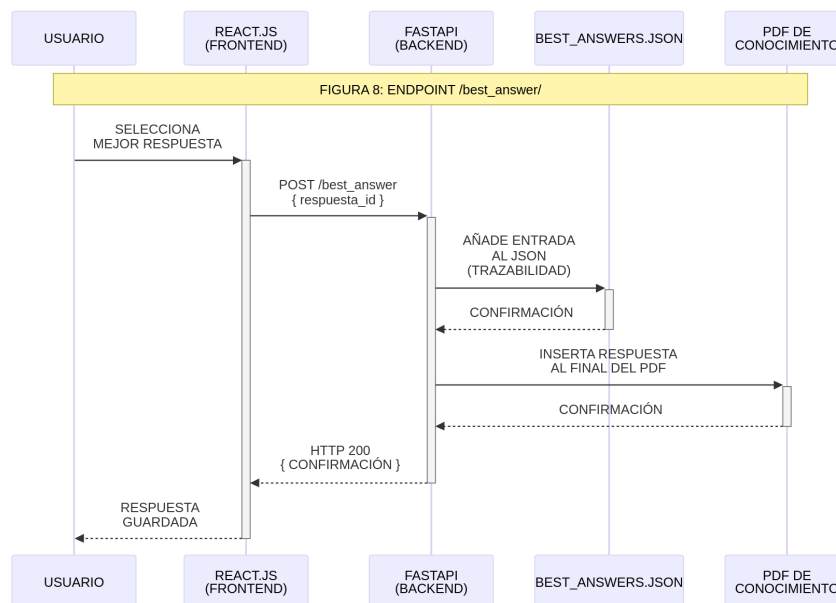 USUARIO
REACT.JS
(FRONTEND)
FASTAPI
(BACKEND)
BEST_ANSWERS.JSON
PDF DE
CONOCIMIENTO
FIGURA 8: ENDPOINT /best_answer/
SELECCIONA
MEJOR RESPUESTA
POST /best_answer
{ respuesta_id }
AÑADE ENTRADA
AL JSON
(TRAZABILIDAD)
CONFIRMACIÓN
INSERTA RESPUESTA
AL FINAL DEL PDF
CONFIRMACIÓN
HTTP 200
{ CONFIRMACIÓN }
RESPUESTA
GUARDADA
USUARIO
REACT.JS
(FRONTEND)
FASTAPI
(BACKEND)
BEST_ANSWERS.JSON
PDF DE
CONOCIMIENTO